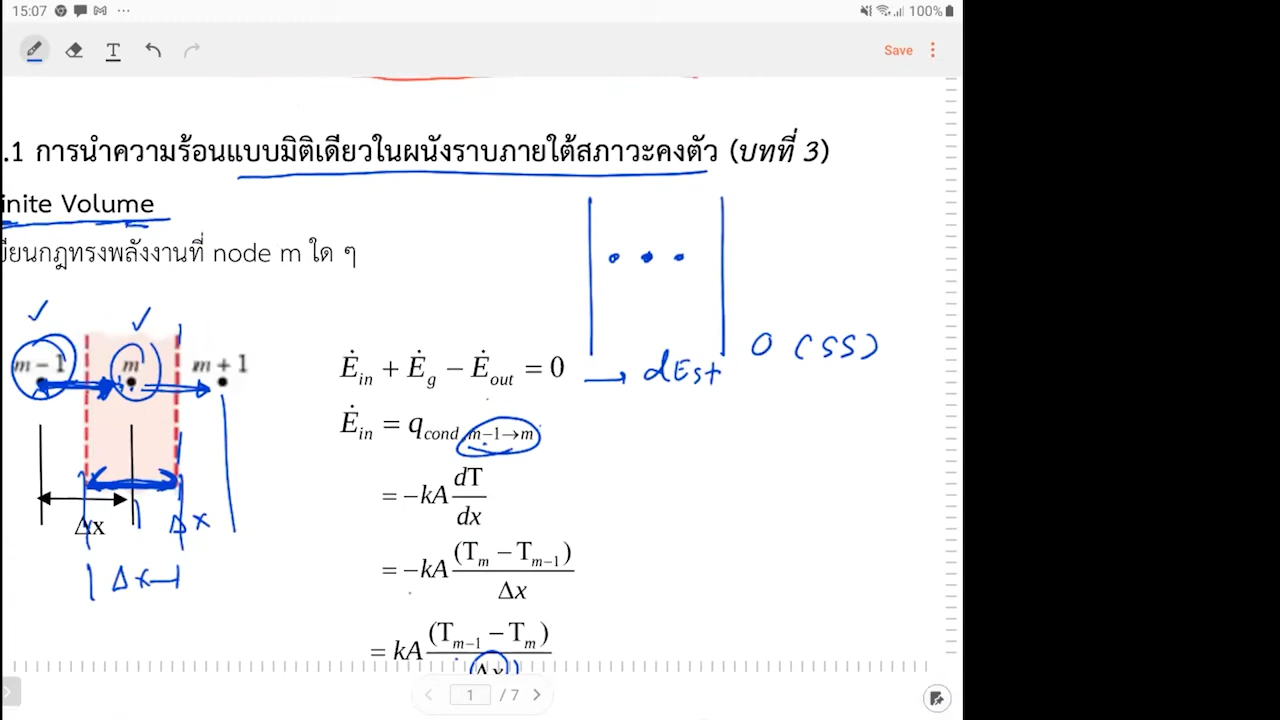 15:07 100%
T Save
.1 การนำความร้อนแบบมิติเดียวในผนังราบภายใต้สภาวะคงตัว (บทที่ 3)
inite Volume
ขียนกฎทรงพลังงานที่ node m ใด ๆ
m − 1 m m + 1
Ė_in + Ė_g − Ė_out = 0 → dEst 0 (SS)
Ė_in = q_cond, m−1→m
= −kA dT/dx
Δx Δx
= −kA (T_m − T_{m−1})/Δx
Δx
= kA (T_{m−1} − T_m)/Δx
1 / 7